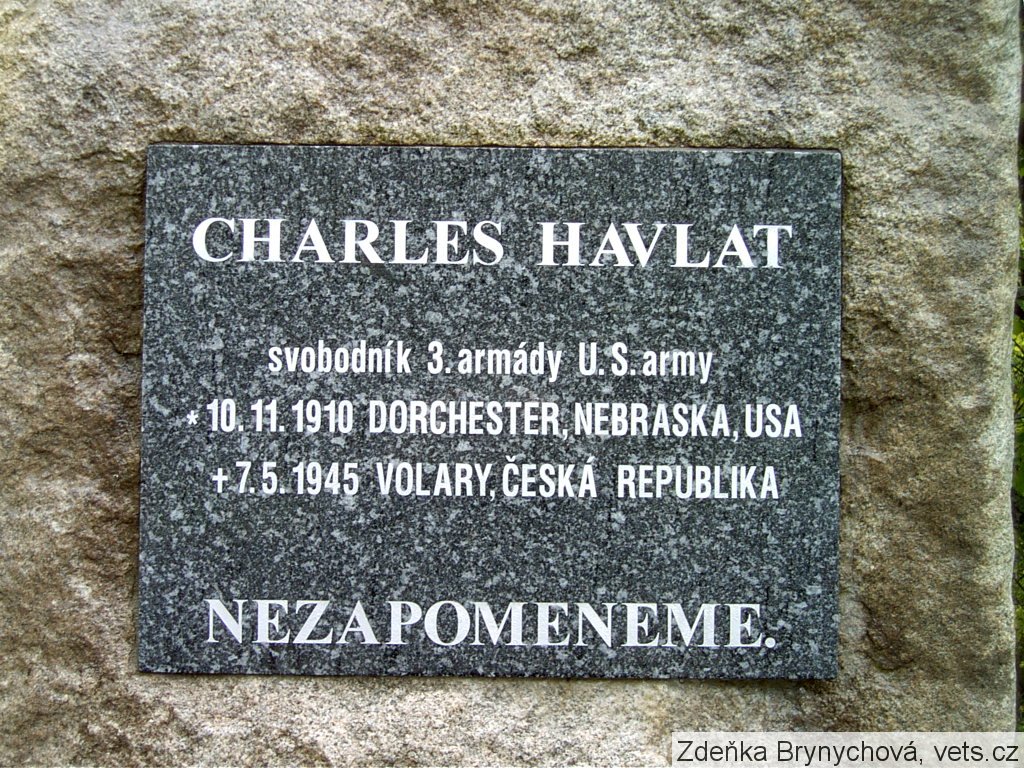 CHARLES HAVLAT
svobodník 3. armády U. S. army
* 10. 11. 1910 DORCHESTER, NEBRASKA, USA
+ 7. 5. 1945 VOLARY, ČESKÁ REPUBLIKA
NEZAPOMENEME.
Zdeňka Brynychová, vets.cz